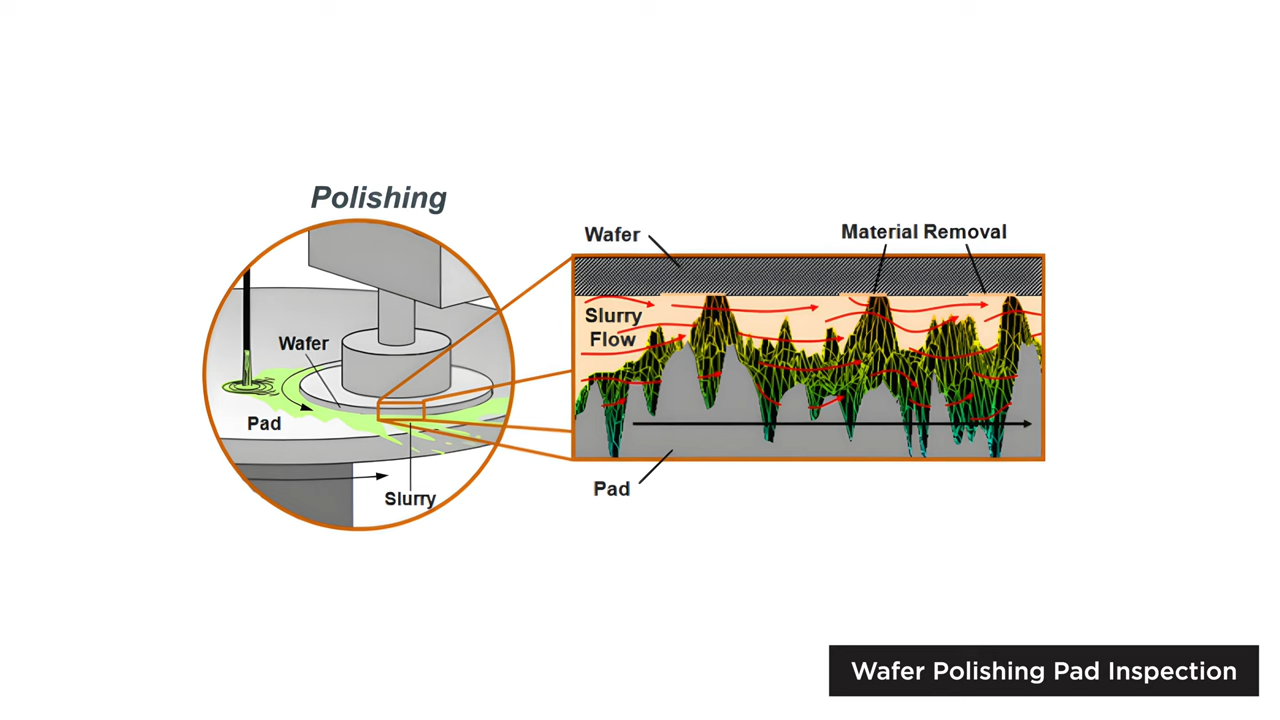 Polishing
Wafer
Pad
Slurry
Wafer
Material Removal
Slurry
Flow
Pad
Wafer Polishing Pad Inspection